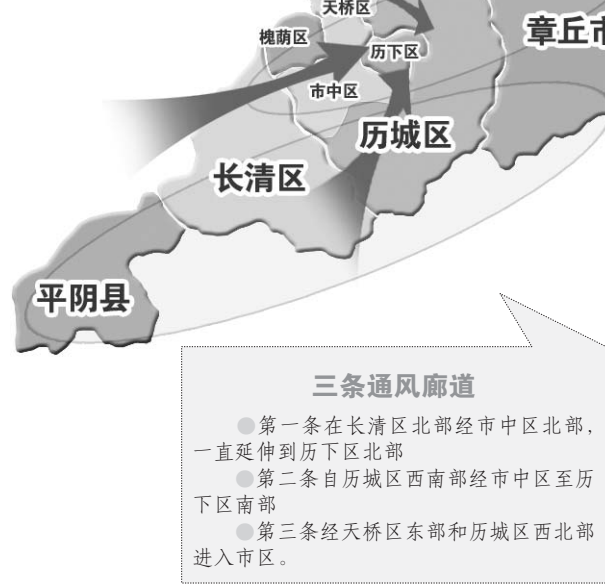 天桥区
章丘市
槐荫区
历下区
市中区
历城区
长清区
平阴县
三条通风廊道
●第一条在长清区北部经市中区北部，
一直延伸到历下区北部
●第二条自历城区西南部经市中区至历
下区南部
●第三条经天桥区东部和历城区西北部
进入市区。